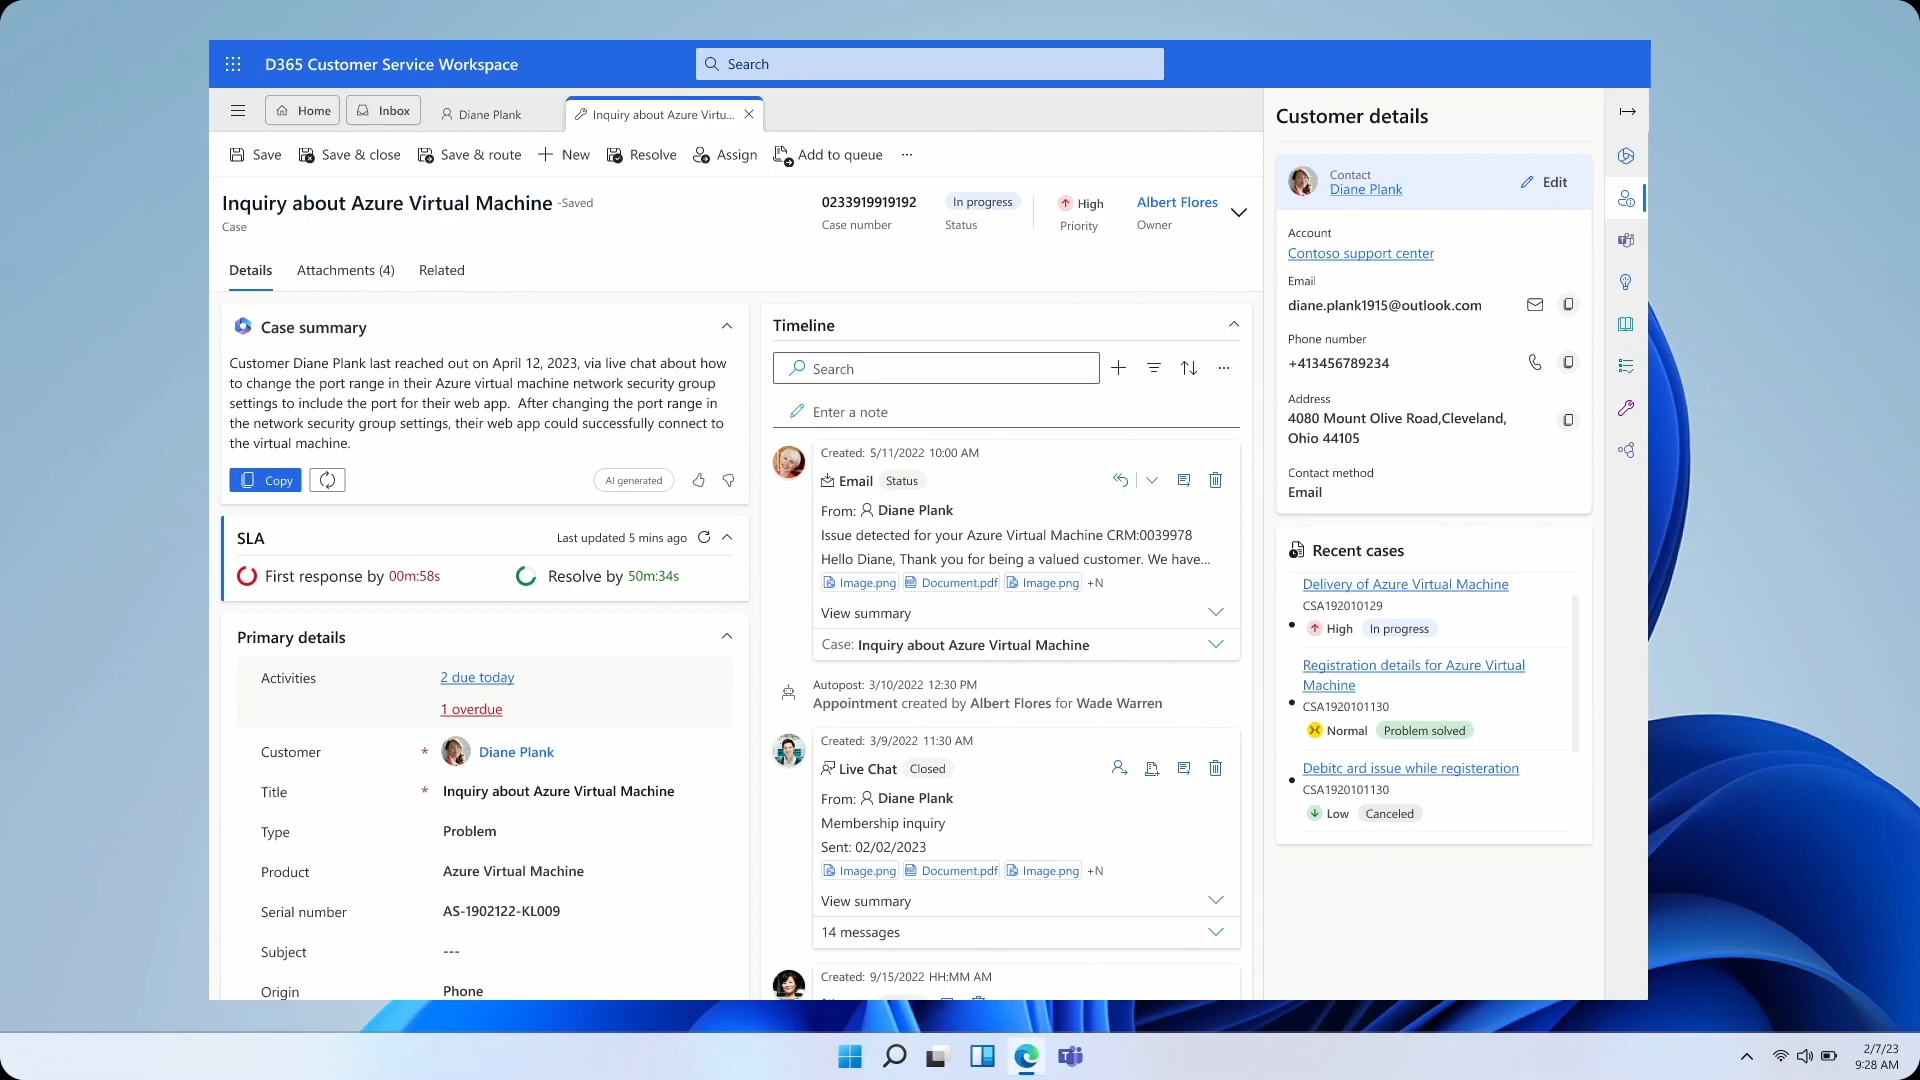 D365 Customer Service Workspace
Search
Home
Inbox
Diane Plank
Inquiry about Azure Virtu...
Save
Save & close
Save & route
New
Resolve
Assign
Add to queue
...
Inquiry about Azure Virtual Machine -Saved
Case
0233919919192
Case number
In progress
Status
High
Priority
Albert Flores
Owner
Details
Attachments (4)
Related
Case summary
Customer Diane Plank last reached out on April 12, 2023, via live chat about how
to change the port range in their Azure virtual machine network security group
settings to include the port for their web app. After changing the port range in
the network security group settings, their web app could successfully connect to
the virtual machine.
Copy
AI generated
SLA
Last updated 5 mins ago
First response by 00m:58s
Resolve by 50m:34s
Primary details
Activities
2 due today
1 overdue
Customer * Diane Plank
Title * Inquiry about Azure Virtual Machine
Type Problem
Product Azure Virtual Machine
Serial number AS-1902122-KL009
Subject ---
Origin Phone
Timeline
Search
...
Enter a note
Created: 5/11/2022 10:00 AM
Email Status
From: Diane Plank
Issue detected for your Azure Virtual Machine CRM:0039978
Hello Diane, Thank you for being a valued customer. We have...
Image.png Document.pdf Image.png +N
View summary
Case: Inquiry about Azure Virtual Machine
Autopost: 3/10/2022 12:30 PM
Appointment created by Albert Flores for Wade Warren
Created: 3/9/2022 11:30 AM
Live Chat Closed
From: Diane Plank
Membership inquiry
Sent: 02/02/2023
Image.png Document.pdf Image.png +N
View summary
14 messages
Created: 9/15/2022 HH:MM AM
Customer details
Contact
Diane Plank
Edit
Account
Contoso support center
Email
diane.plank1915@outlook.com
Phone number
+413456789234
Address
4080 Mount Olive Road,Cleveland,
Ohio 44105
Contact method
Email
Recent cases
Delivery of Azure Virtual Machine
CSA192010129
High In progress
Registration details for Azure Virtual
Machine
CSA1920101130
Normal Problem solved
Debitc ard issue while registeration
CSA1920101130
Low Canceled
2/7/23
9:28 AM